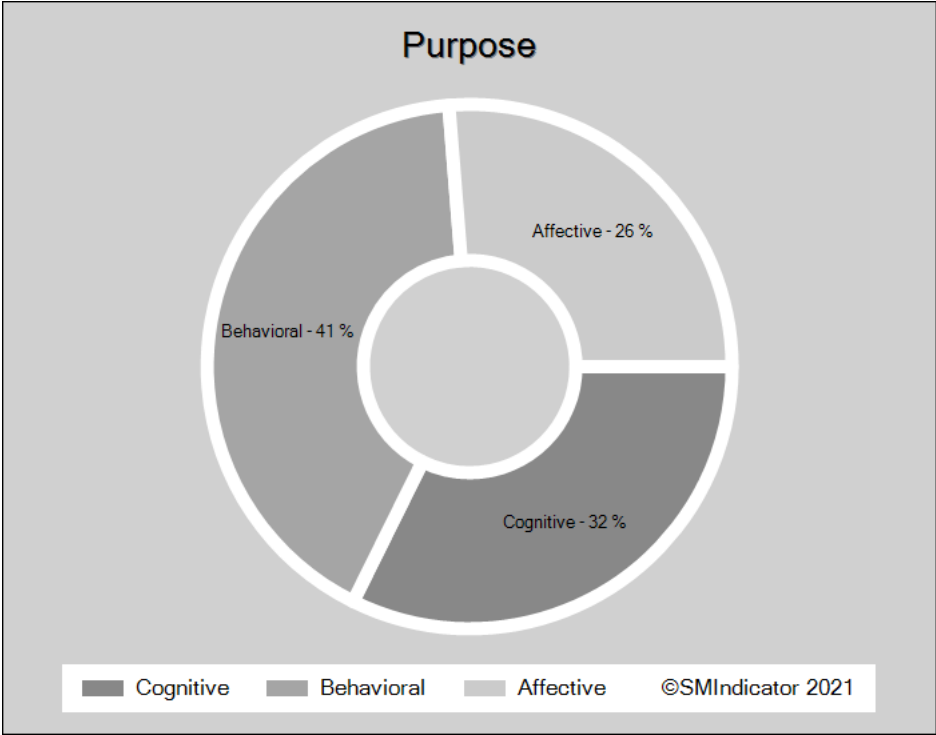 Purpose
Affective - 26 %
Behavioral - 41 %
Cognitive - 32 %
Cognitive Behavioral Affective ©SMIndicator 2021